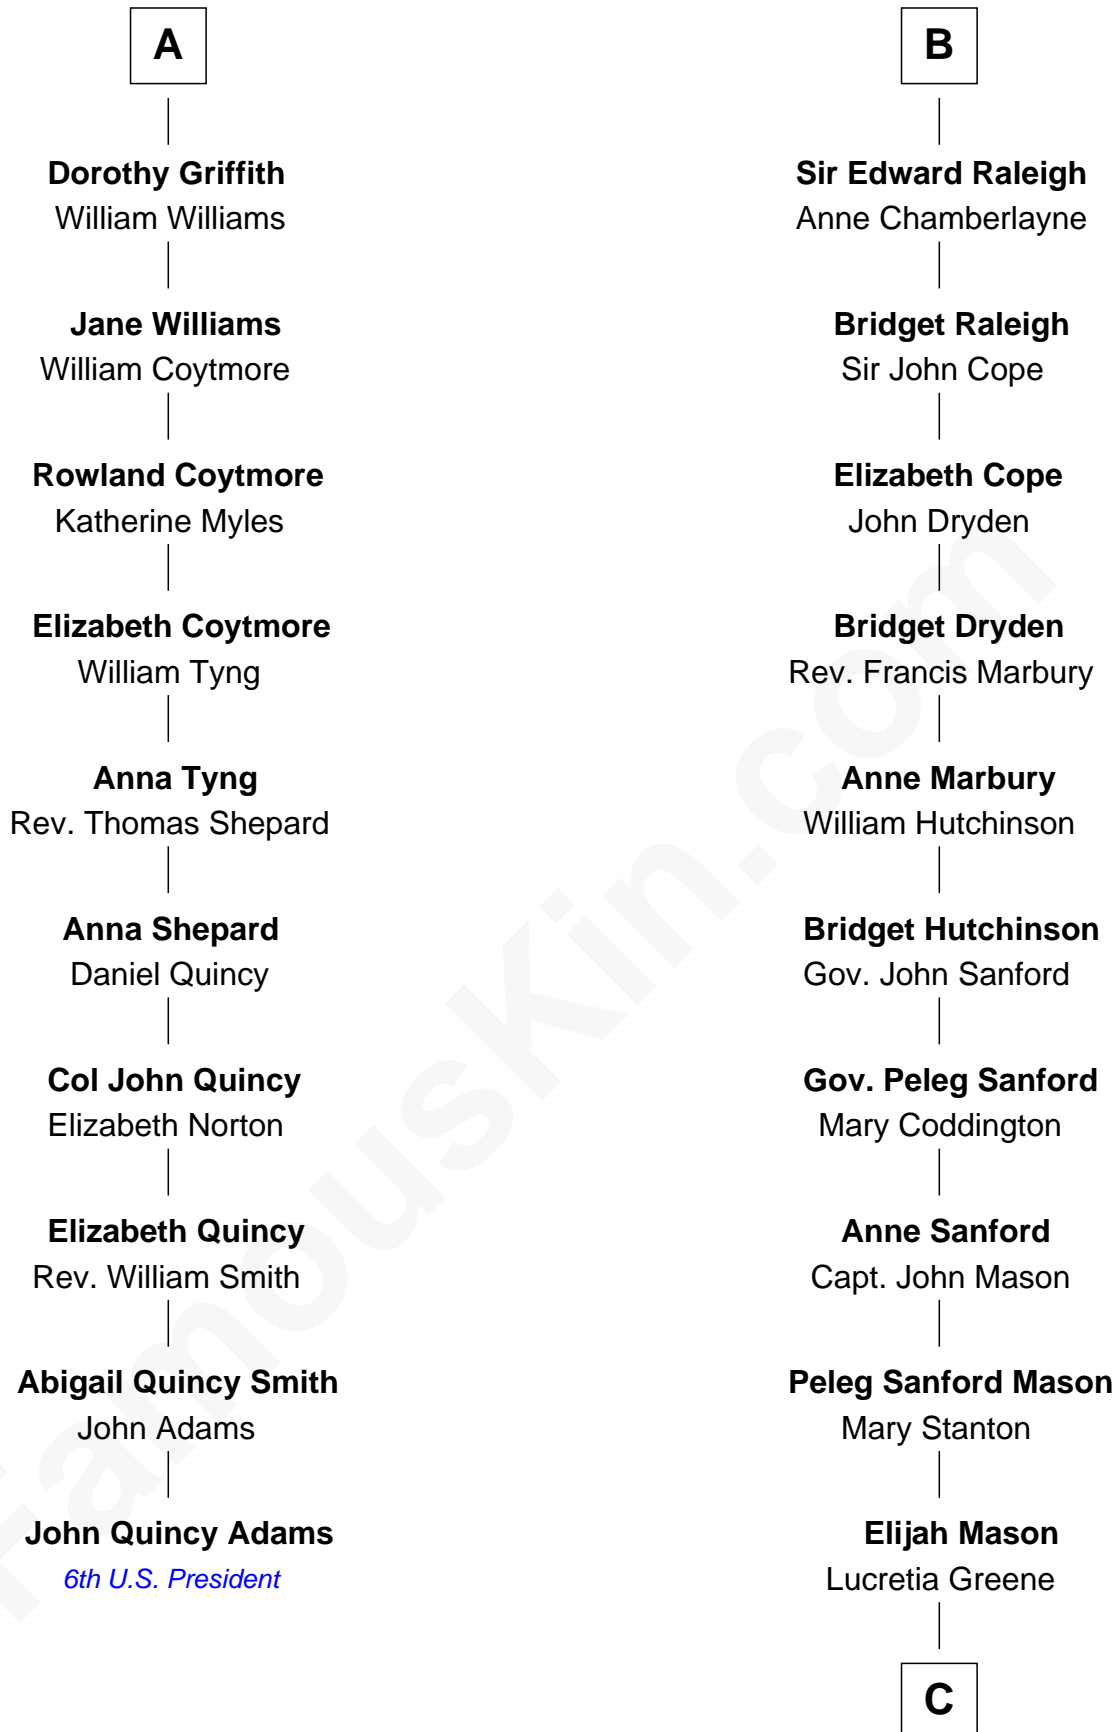 A
Dorothy Griffith
William Williams
Jane Williams
William Coytmore
Rowland Coytmore
Katherine Myles
Elizabeth Coytmore
William Tyng
Anna Tyng
Rev. Thomas Shepard
Anna Shepard
Daniel Quincy
Col John Quincy
Elizabeth Norton
Elizabeth Quincy
Rev. William Smith
Abigail Quincy Smith
John Adams
John Quincy Adams
6th U.S. President
B
Sir Edward Raleigh
Anne Chamberlayne
Bridget Raleigh
Sir John Cope
Elizabeth Cope
John Dryden
Bridget Dryden
Rev. Francis Marbury
Anne Marbury
William Hutchinson
Bridget Hutchinson
Gov. John Sanford
Gov. Peleg Sanford
Mary Coddington
Anne Sanford
Capt. John Mason
Peleg Sanford Mason
Mary Stanton
Elijah Mason
Lucretia Greene
C
FamousKin.com